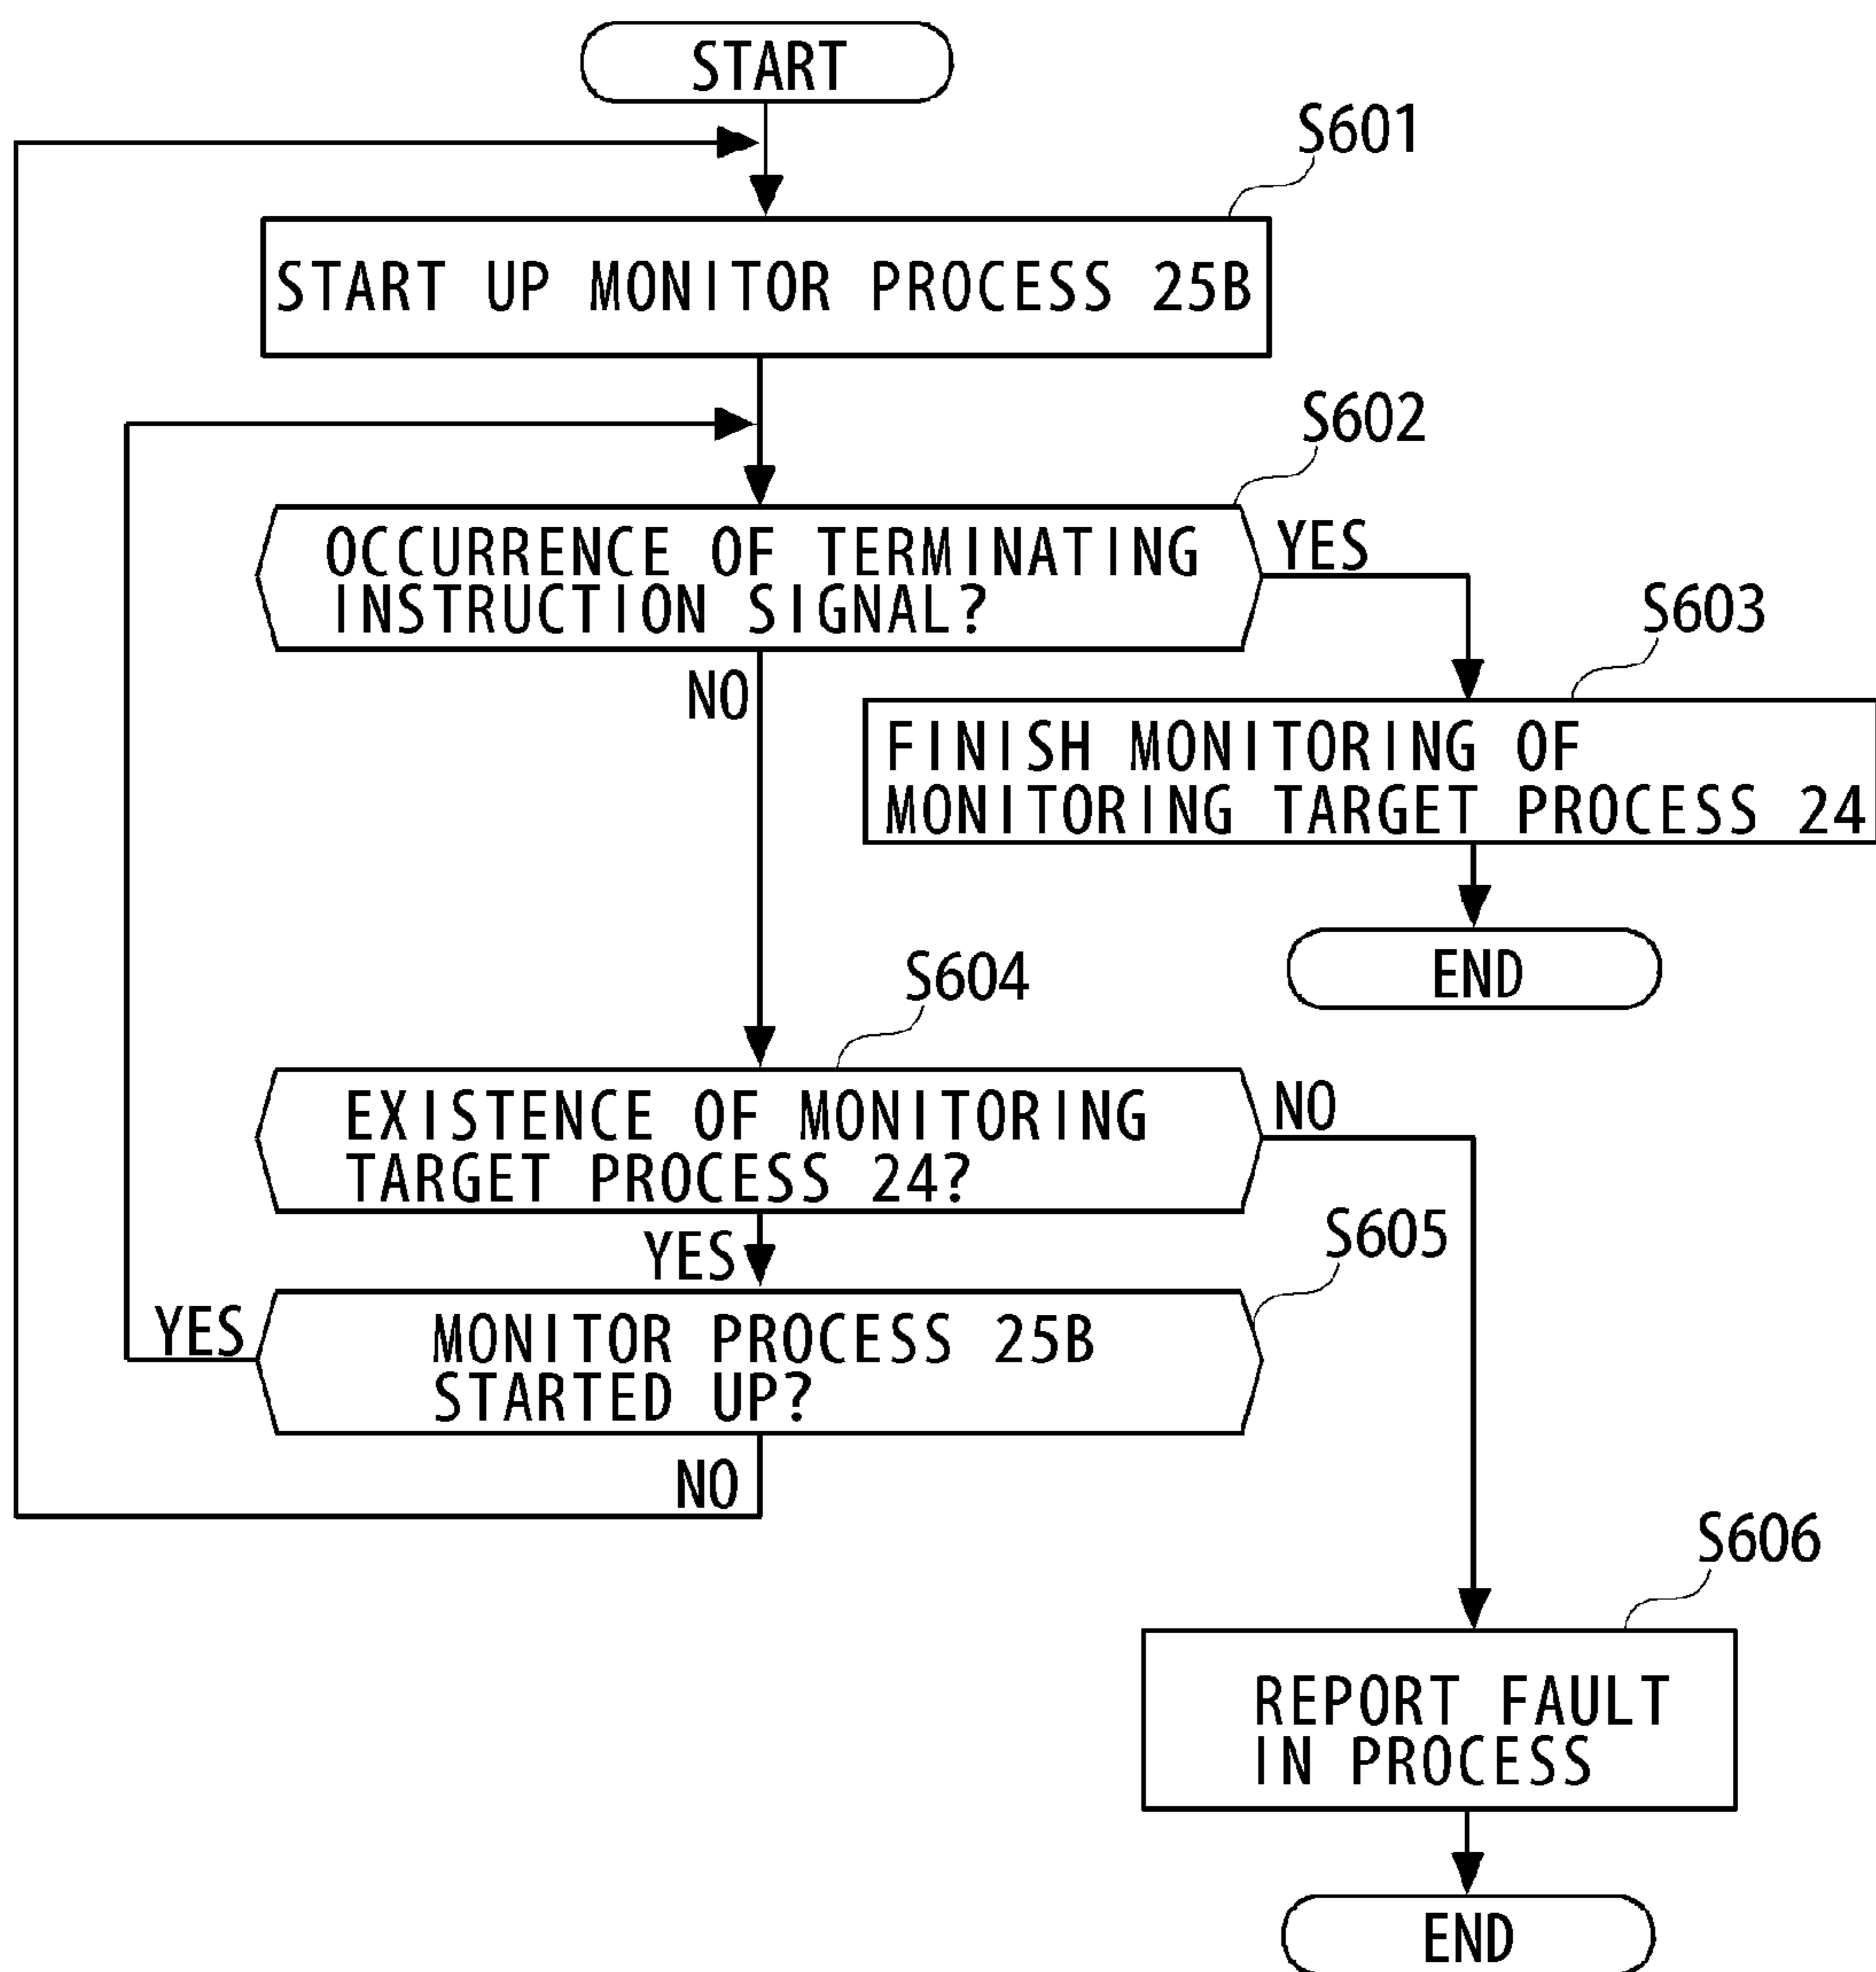 START
S601
START UP MONITOR PROCESS 25B
S602
OCCURRENCE OF TERMINATING
INSTRUCTION SIGNAL?
YES
NO
S603
FINISH MONITORING OF
MONITORING TARGET PROCESS 24
END
S604
EXISTENCE OF MONITORING
TARGET PROCESS 24?
NO
YES
S605
YES
MONITOR PROCESS 25B
STARTED UP?
NO
S606
REPORT FAULT
IN PROCESS
END